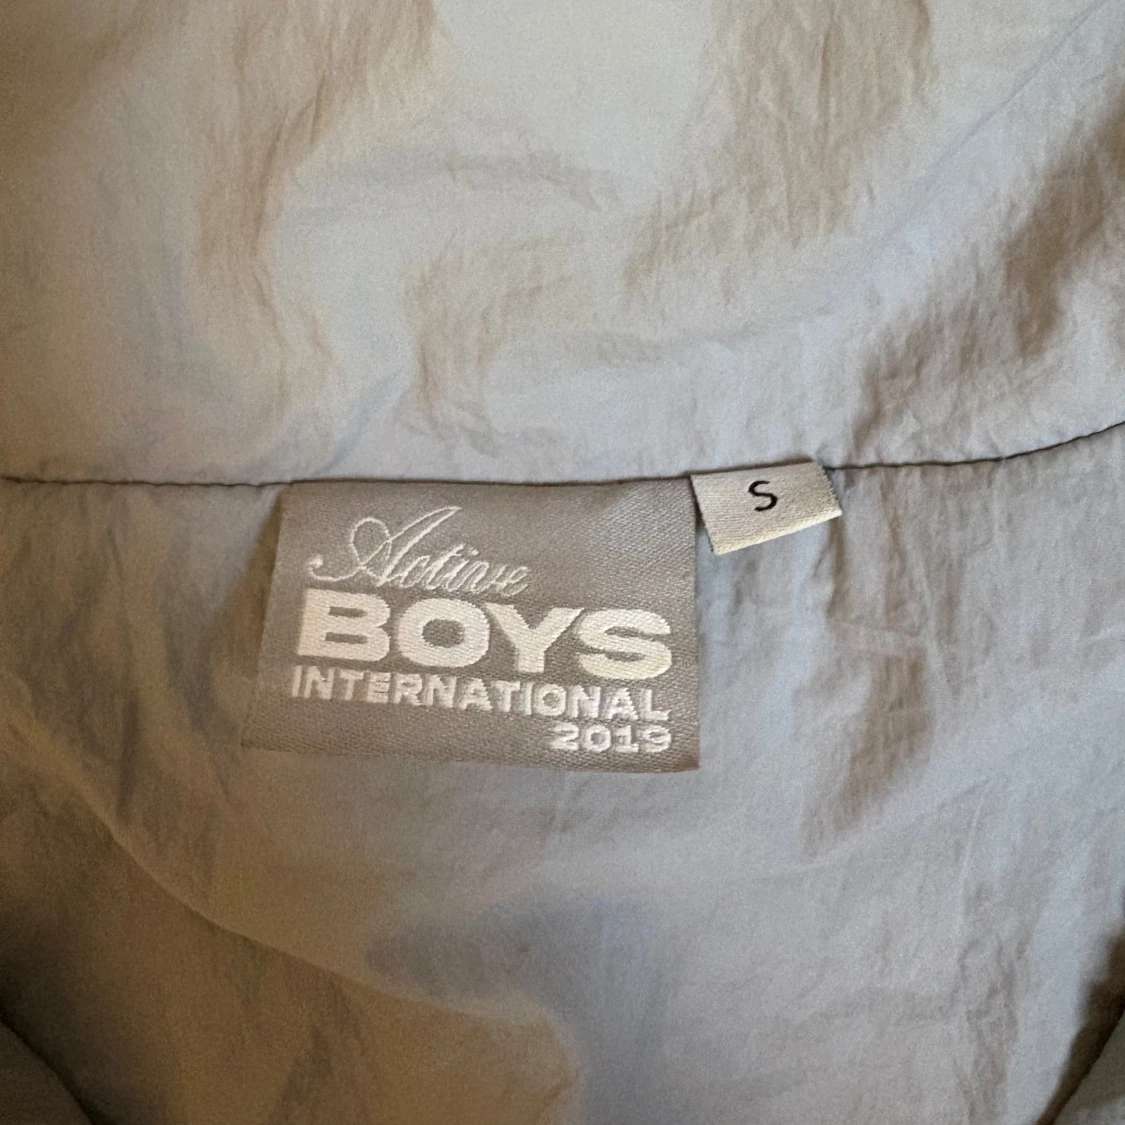 Active
BOYS
INTERNATIONAL
2019
S